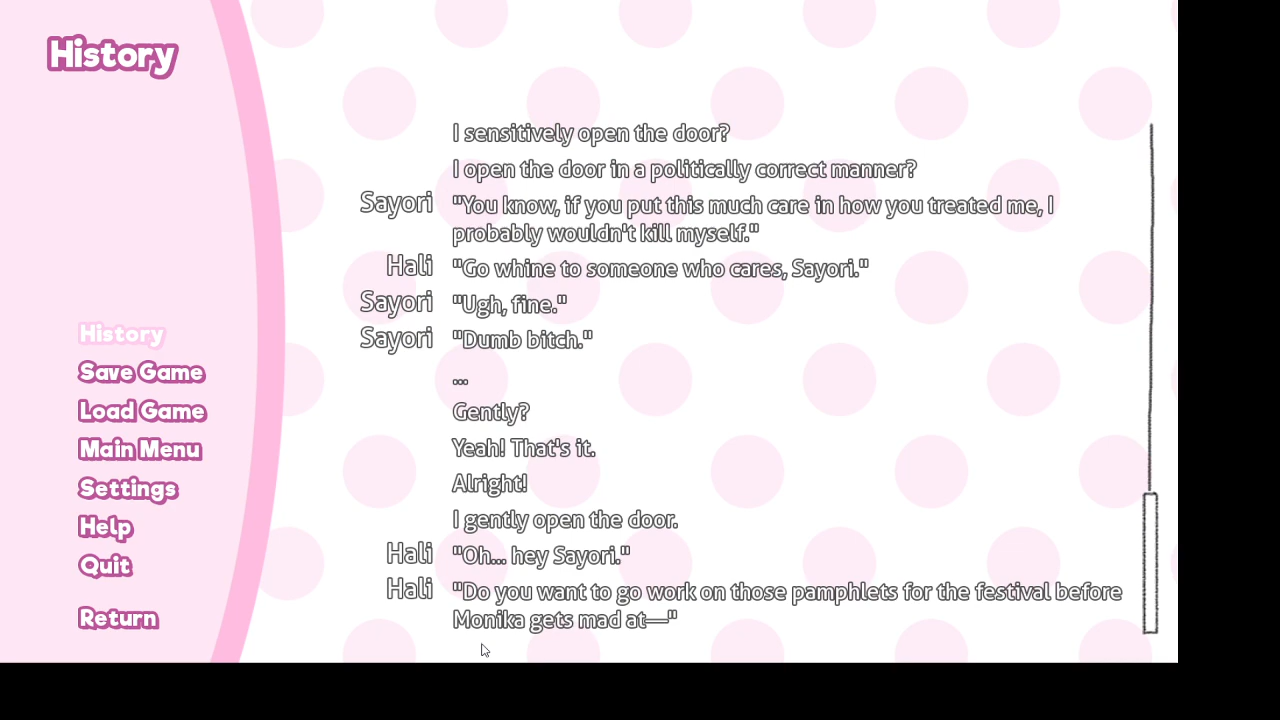 History
I sensitively open the door?
I open the door in a politically correct manner?
Sayori "You know, if you put this much care in how you treated me, I
probably wouldn't kill myself."
Hali "Go whine to someone who cares, Sayori."
Sayori "Ugh, fine."
Sayori "Dumb bitch."
...
Gently?
Yeah! That's it.
Alright!
I gently open the door.
Hali "Oh... hey Sayori."
Hali "Do you want to go work on those pamphlets for the festival before
Monika gets mad at—"
History
Save Game
Load Game
Main Menu
Settings
Help
Quit
Return